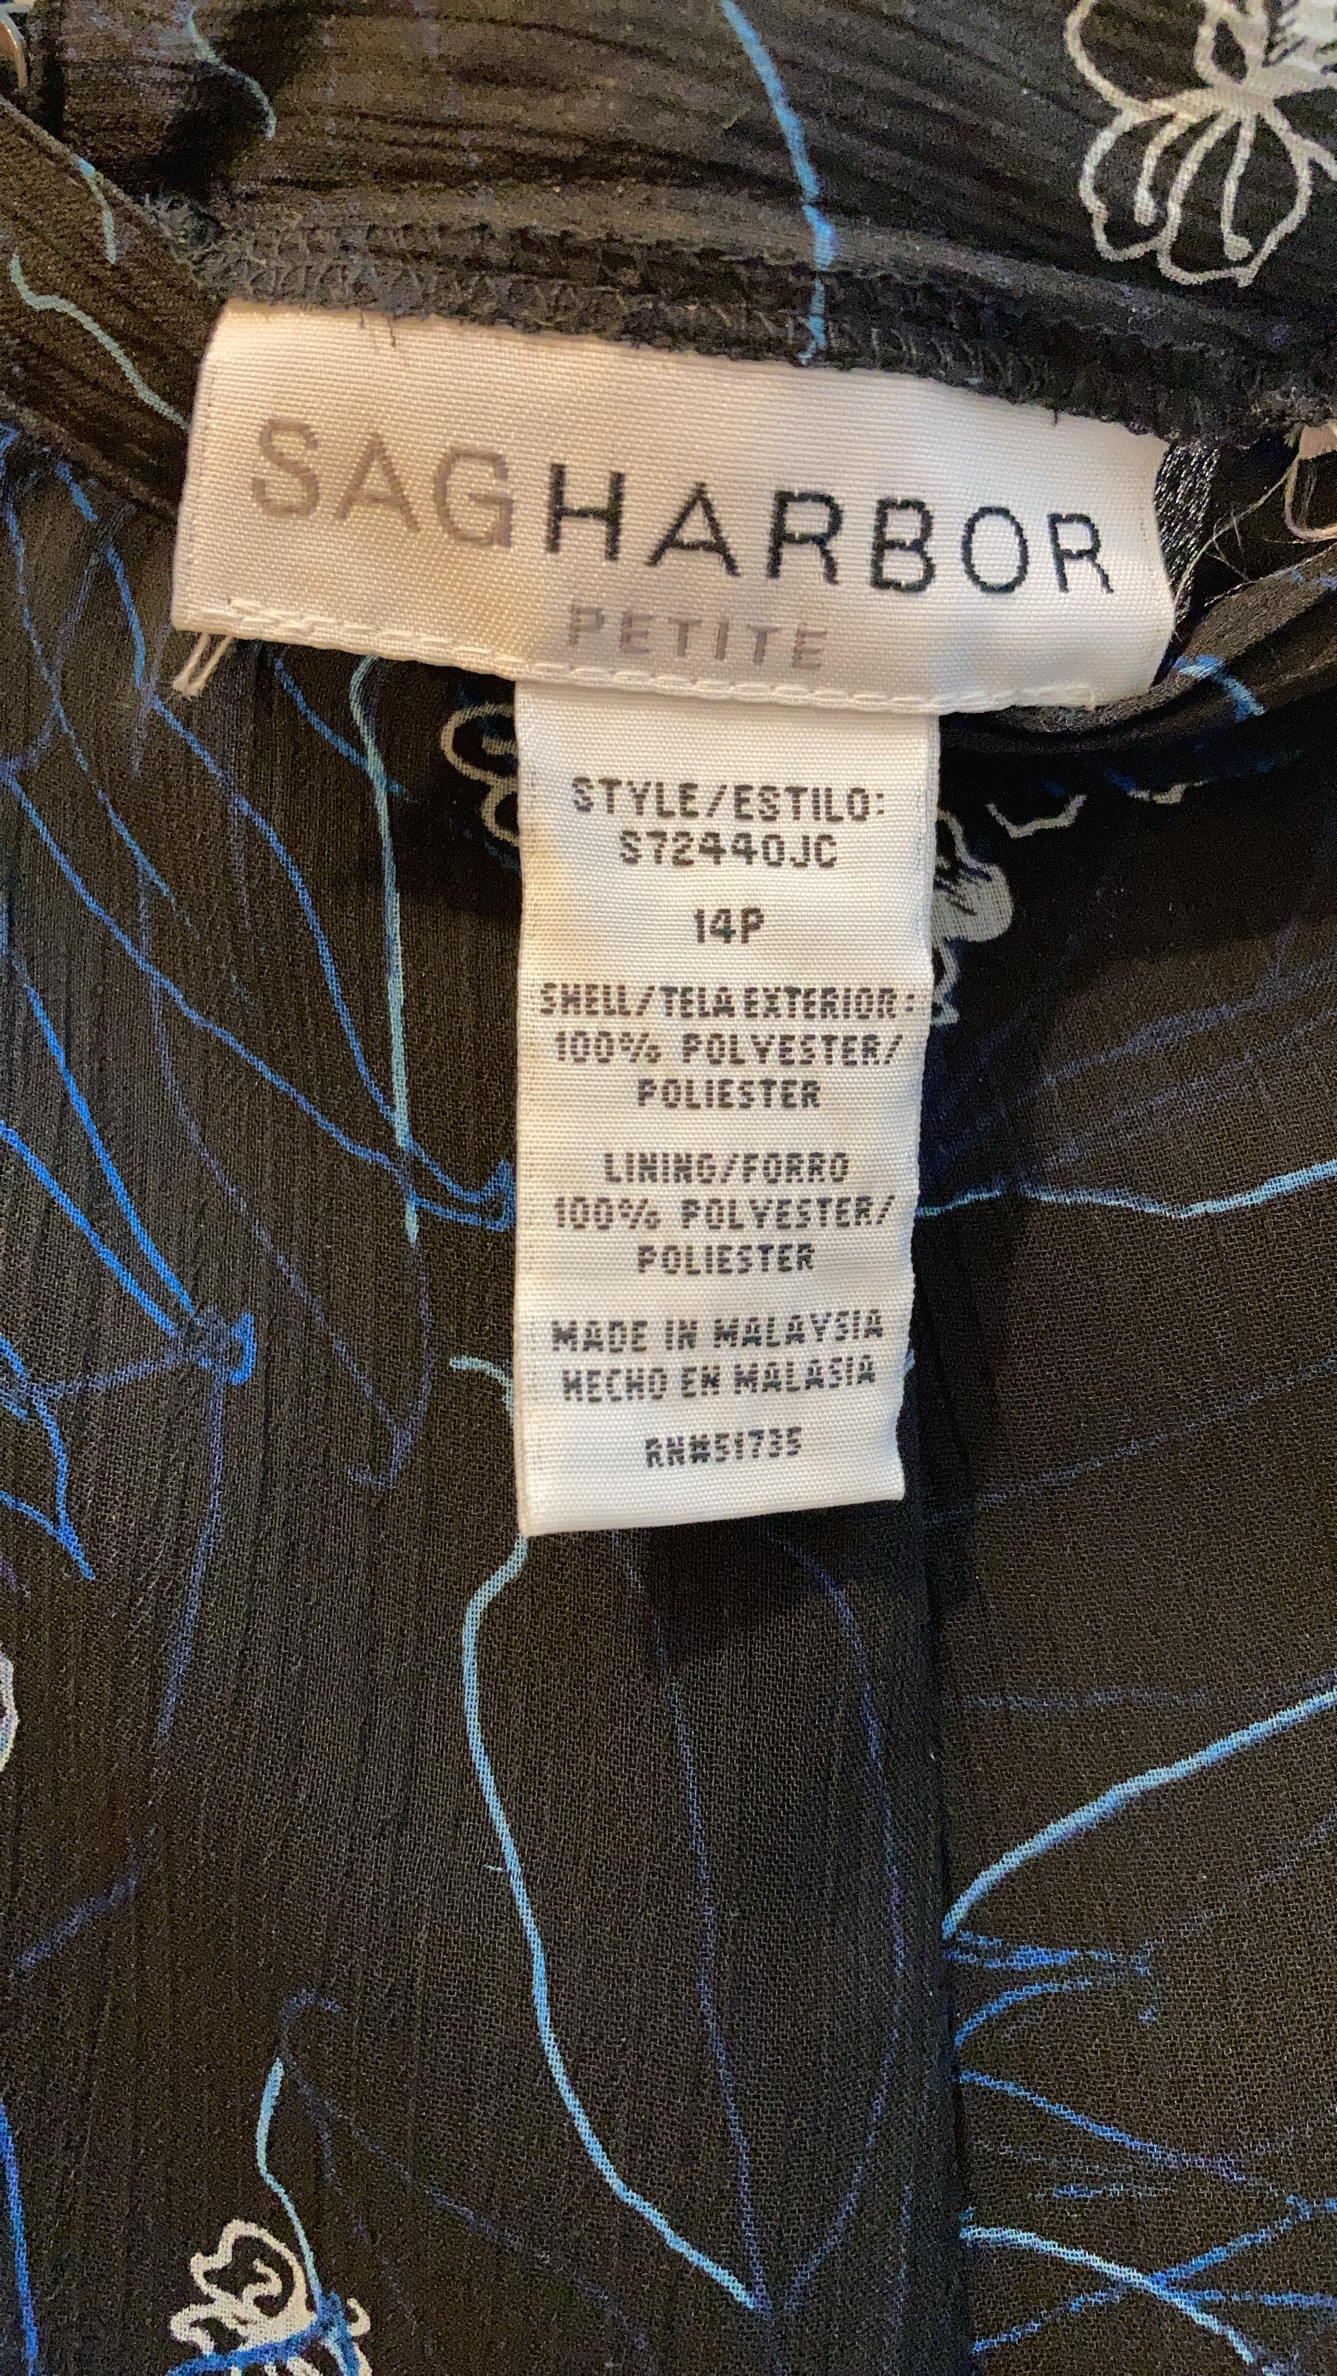 SAGHARBOR
PETITE
STYLE/ESTILO:
S72440JC
14P
SHELL/TELA EXTERIOR:
100% POLYESTER/
POLIESTER
LINING/FORRO
100% POLYESTER/
POLIESTER
MADE IN MALAYSIA
HECHO EN MALASIA
RN#51735